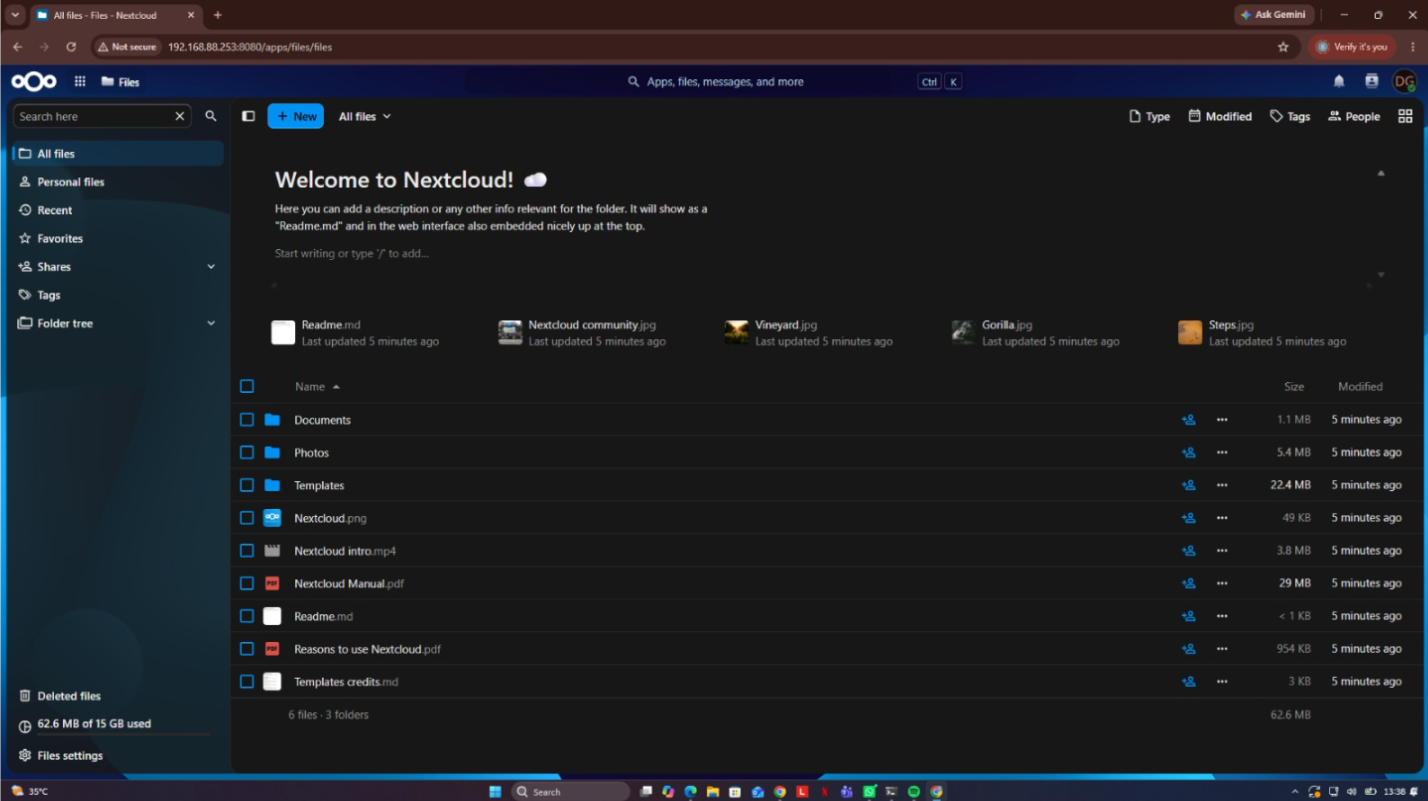 All files - Files - Nextcloud
Ask Gemini
Not secure 192.168.88.253:8080/apps/files/files
Verify it's you
Files
Apps, files, messages, and more
Ctrl K
DG
Search here
New
All files
Type
Modified
Tags
People
All files
Personal files
Recent
Favorites
Shares
Tags
Folder tree
Welcome to Nextcloud!
Here you can add a description or any other info relevant for the folder. It will show as a
"Readme.md" and in the web interface also embedded nicely up at the top.
Start writing or type '/' to add...
Readme.md
Last updated 5 minutes ago
Nextcloud community.jpg
Last updated 5 minutes ago
Vineyard.jpg
Last updated 5 minutes ago
Gorilla.jpg
Last updated 5 minutes ago
Steps.jpg
Last updated 5 minutes ago
Name Size Modified
Documents 1.1 MB 5 minutes ago
Photos 5.4 MB 5 minutes ago
Templates 22.4 MB 5 minutes ago
Nextcloud.png 49 KB 5 minutes ago
Nextcloud intro.mp4 3.8 MB 5 minutes ago
PDF Nextcloud Manual.pdf 29 MB 5 minutes ago
Readme.md < 1 KB 5 minutes ago
PDF Reasons to use Nextcloud.pdf 954 KB 5 minutes ago
Templates credits.md 3 KB 5 minutes ago
6 files · 3 folders 62.6 MB
Deleted files
62.6 MB of 15 GB used
Files settings
35°C
Search
L
N
13:38